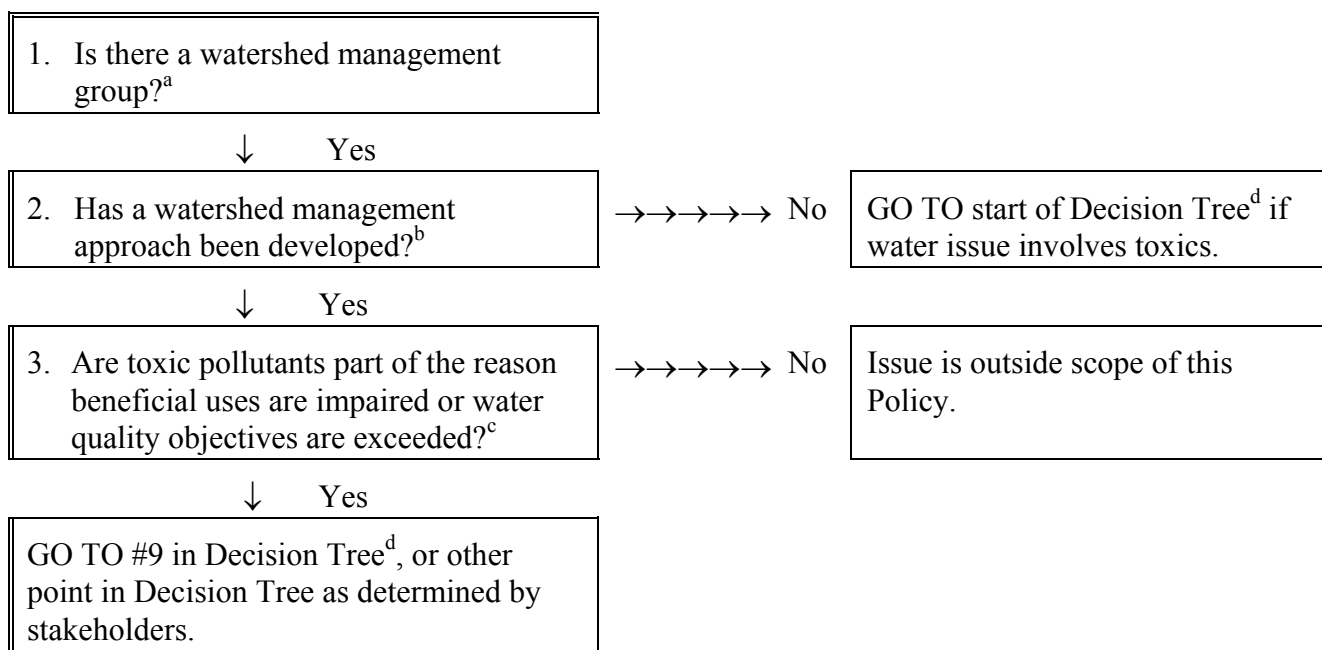 1. Is there a watershed management
group?a
↓ Yes
2. Has a watershed management
approach been developed?b
→→→→→ No
GO TO start of Decision Treed if
water issue involves toxics.
↓ Yes
3. Are toxic pollutants part of the reason
beneficial uses are impaired or water
quality objectives are exceeded?c
→→→→→ No
Issue is outside scope of this
Policy.
↓ Yes
GO TO #9 in Decision Treed, or other
point in Decision Tree as determined by
stakeholders.